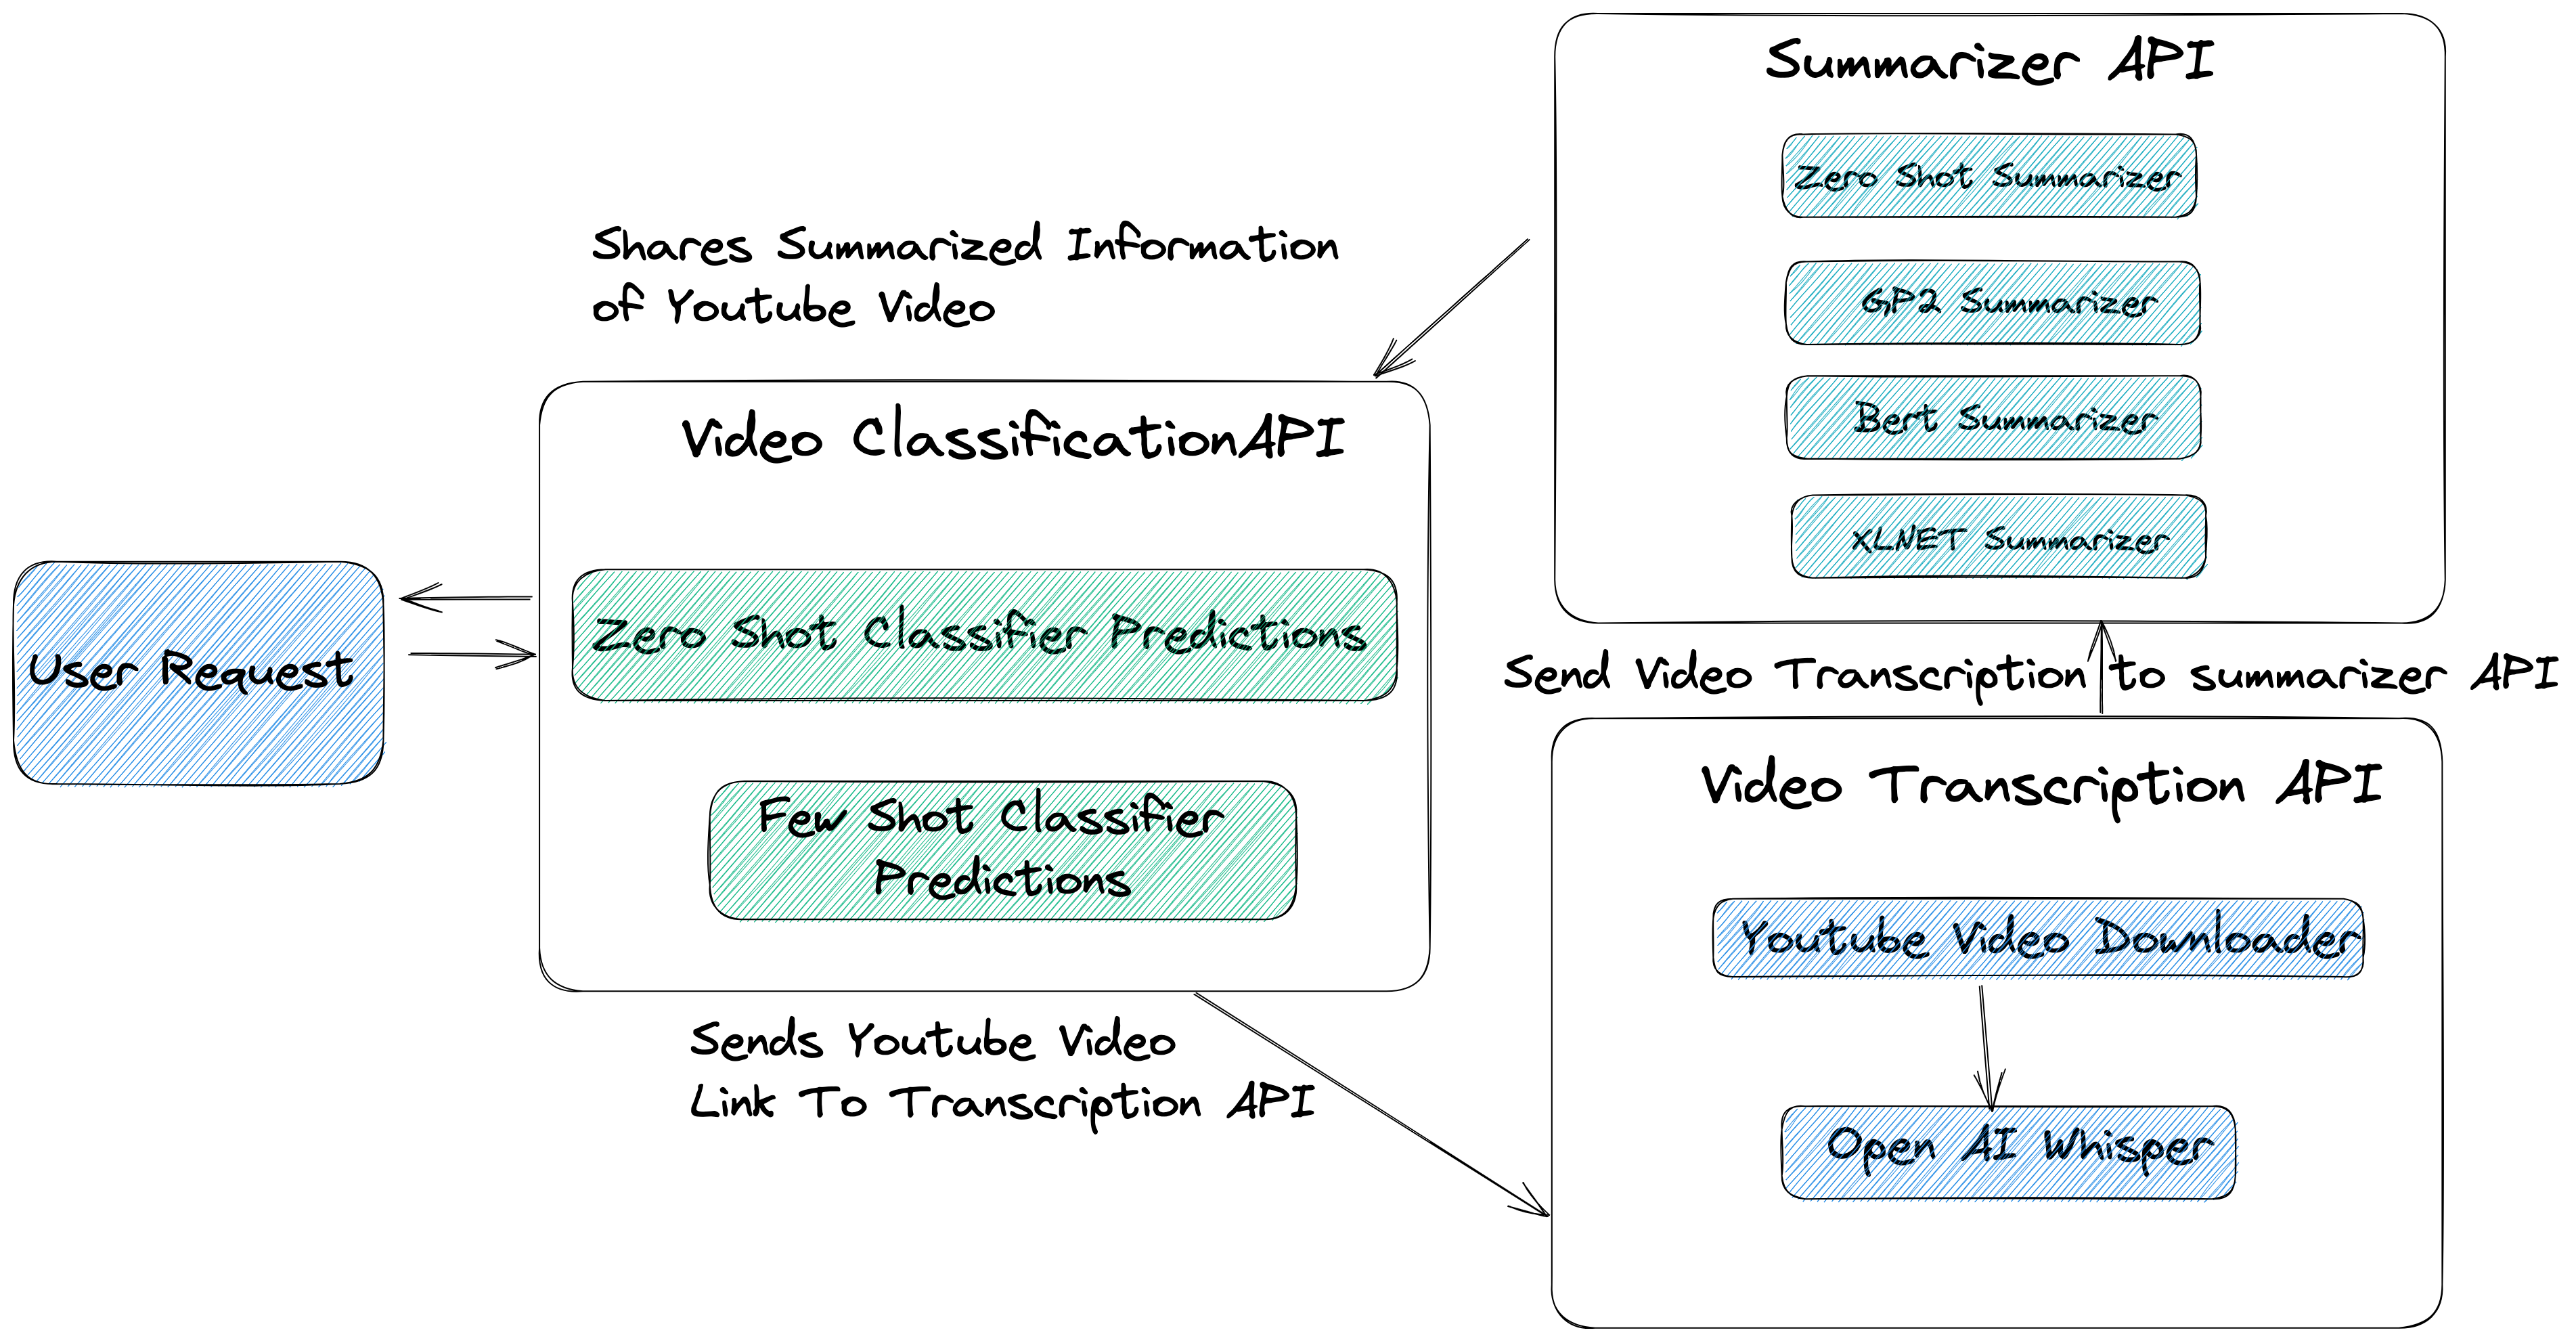 Summarizer API
Zero Shot Summarizer
GP2 Summarizer
Bert Summarizer
XLNET Summarizer
Shares Summarized Information
of Youtube Video
Video ClassificationAPI
Zero Shot Classifier Predictions
Few Shot Classifier
Predictions
User Request
Send Video Transcription to summarizer API
Video Transcription API
Youtube Video Downloader
Open AI Whisper
Sends Youtube Video
Link To Transcription API